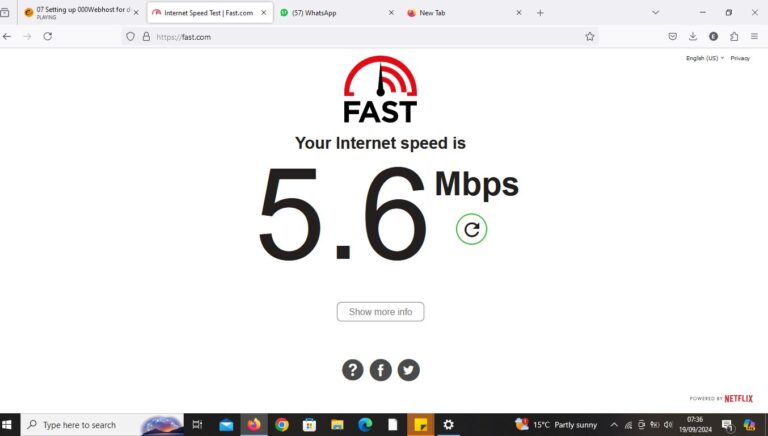 07 Setting up 000Webhost for d
PLAYING
Internet Speed Test | Fast.com
(57) WhatsApp
New Tab
https://fast.com
English (US)
Privacy
FAST
Your Internet speed is
5.6 Mbps
Show more info
POWERED BY NETFLIX
Type here to search
15°C Partly sunny
07:36
19/09/2024